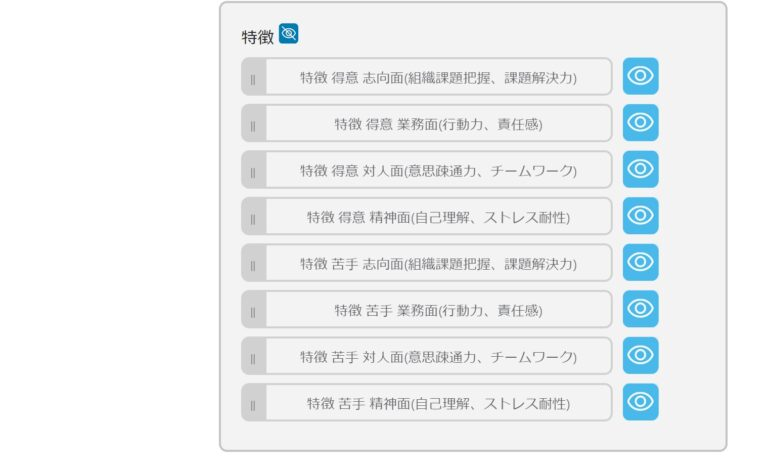 特徴
特徴 得意 志向面(組織課題把握、課題解決力)
特徴 得意 業務面(行動力、責任感)
特徴 得意 対人面(意思疎通力、チームワーク)
特徴 得意 精神面(自己理解、ストレス耐性)
特徴 苦手 志向面(組織課題把握、課題解決力)
特徴 苦手 業務面(行動力、責任感)
特徴 苦手 対人面(意思疎通力、チームワーク)
特徴 苦手 精神面(自己理解、ストレス耐性)